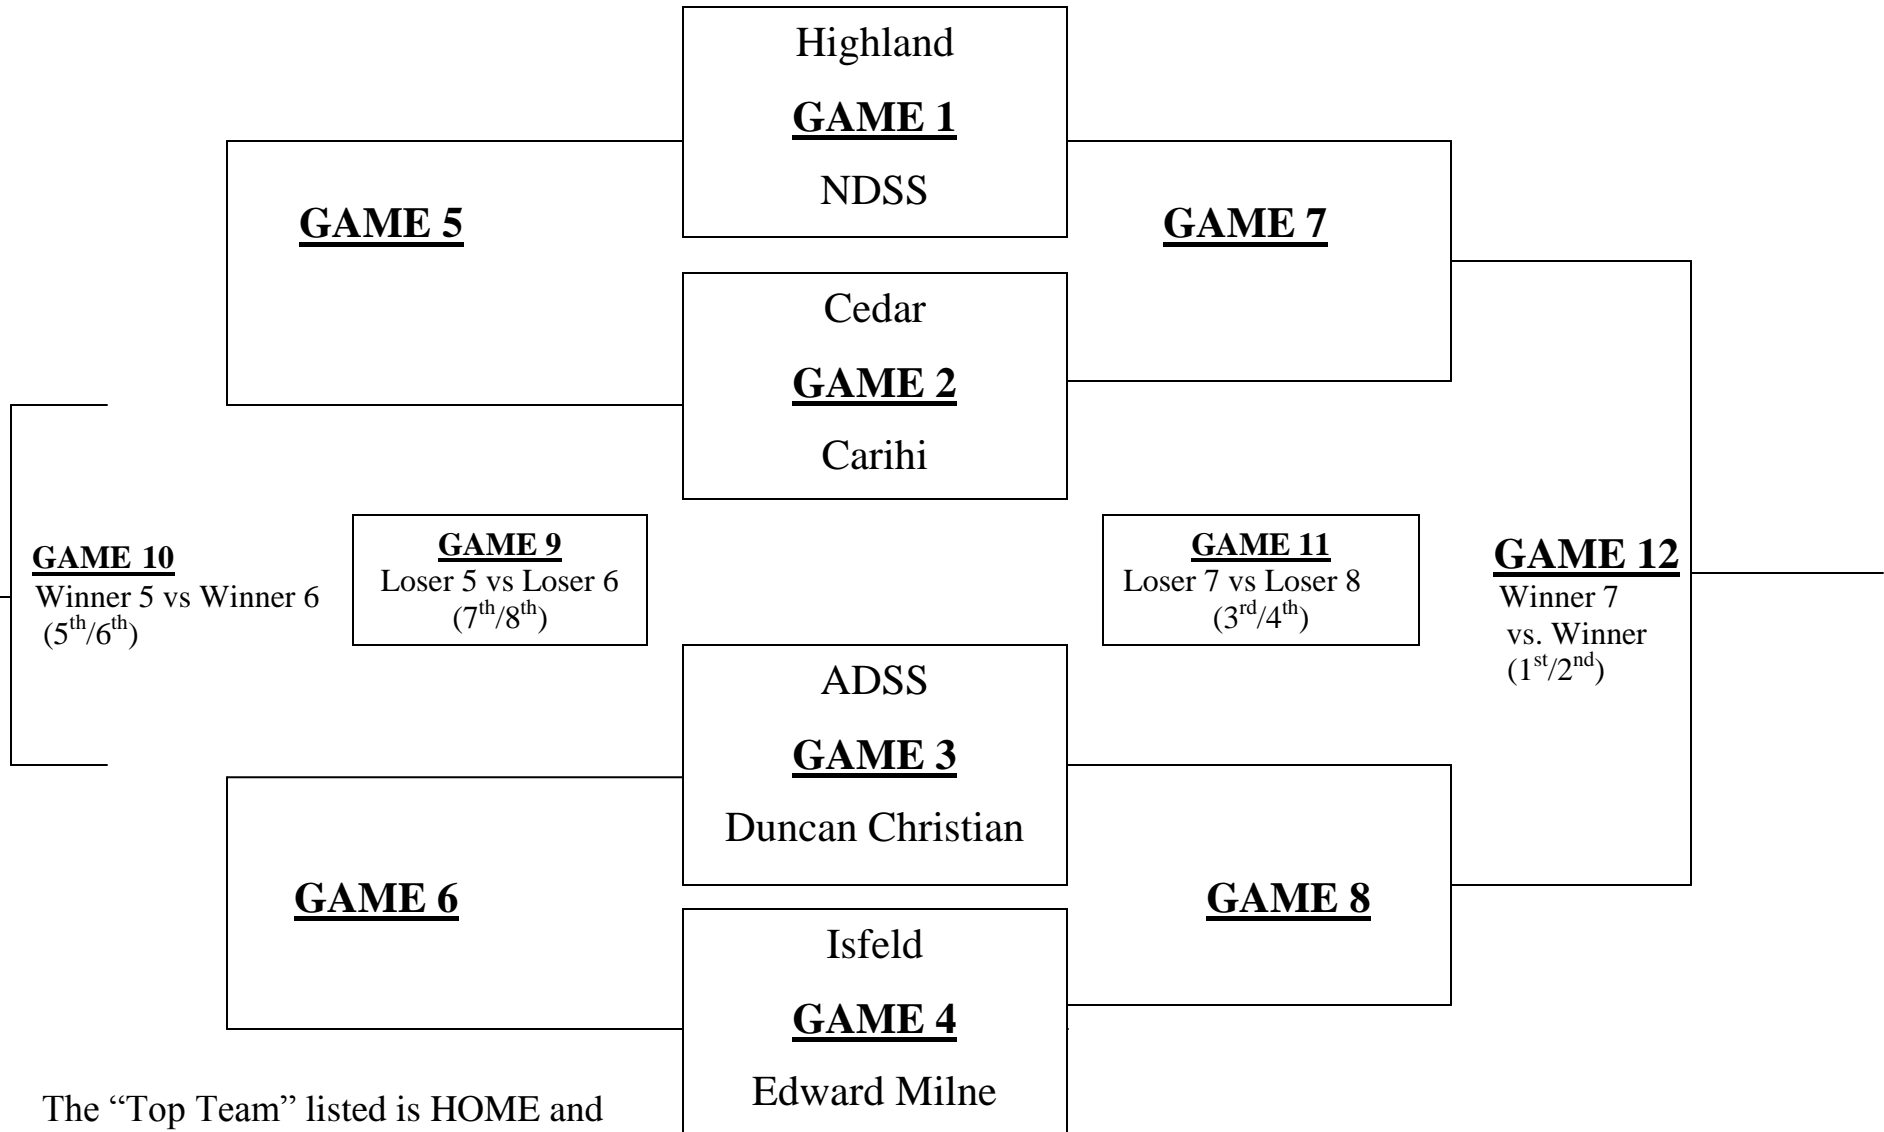 Highland
GAME 1
NDSS
GAME 5
GAME 7
Cedar
GAME 2
Carihi
GAME 10
Winner 5 vs Winner 6
(5th/6th)
GAME 9
Loser 5 vs Loser 6
(7th/8th)
GAME 11
Loser 7 vs Loser 8
(3rd/4th)
GAME 12
Winner 7
vs. Winner
(1st/2nd)
ADSS
GAME 3
Duncan Christian
GAME 6
GAME 8
Isfeld
GAME 4
Edward Milne
The “Top Team” listed is HOME and